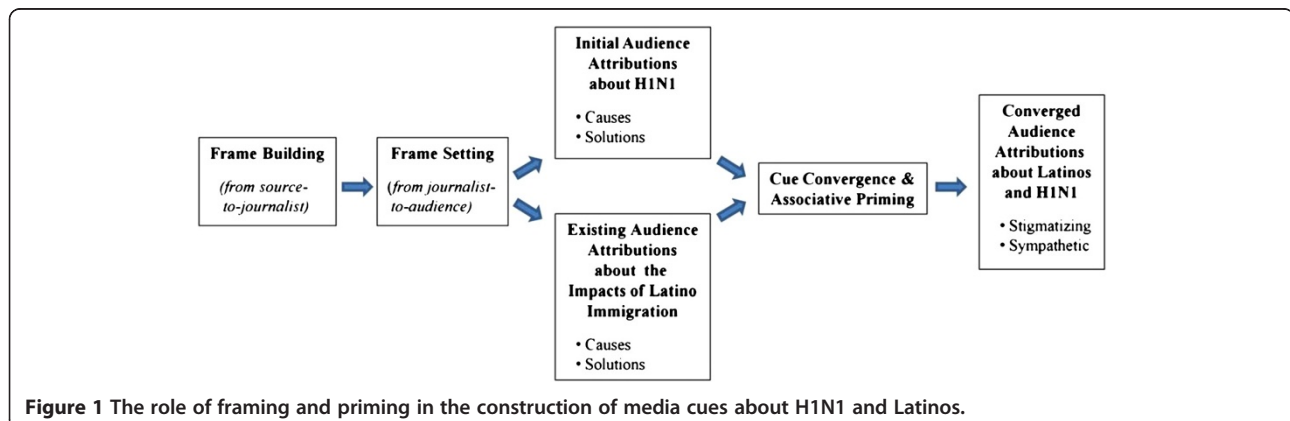 Frame Building
(from source-
to-journalist)
Frame Setting
(from journalist-
to-audience)
Initial Audience
Attributions
about H1N1
• Causes
• Solutions
Existing Audience
Attributions
about the
Impacts of Latino
Immigration
• Causes
• Solutions
Cue Convergence &
Associative Priming
Converged
Audience
Attributions
about Latinos
and H1N1
• Stigmatizing
• Sympathetic
Figure 1 The role of framing and priming in the construction of media cues about H1N1 and Latinos.